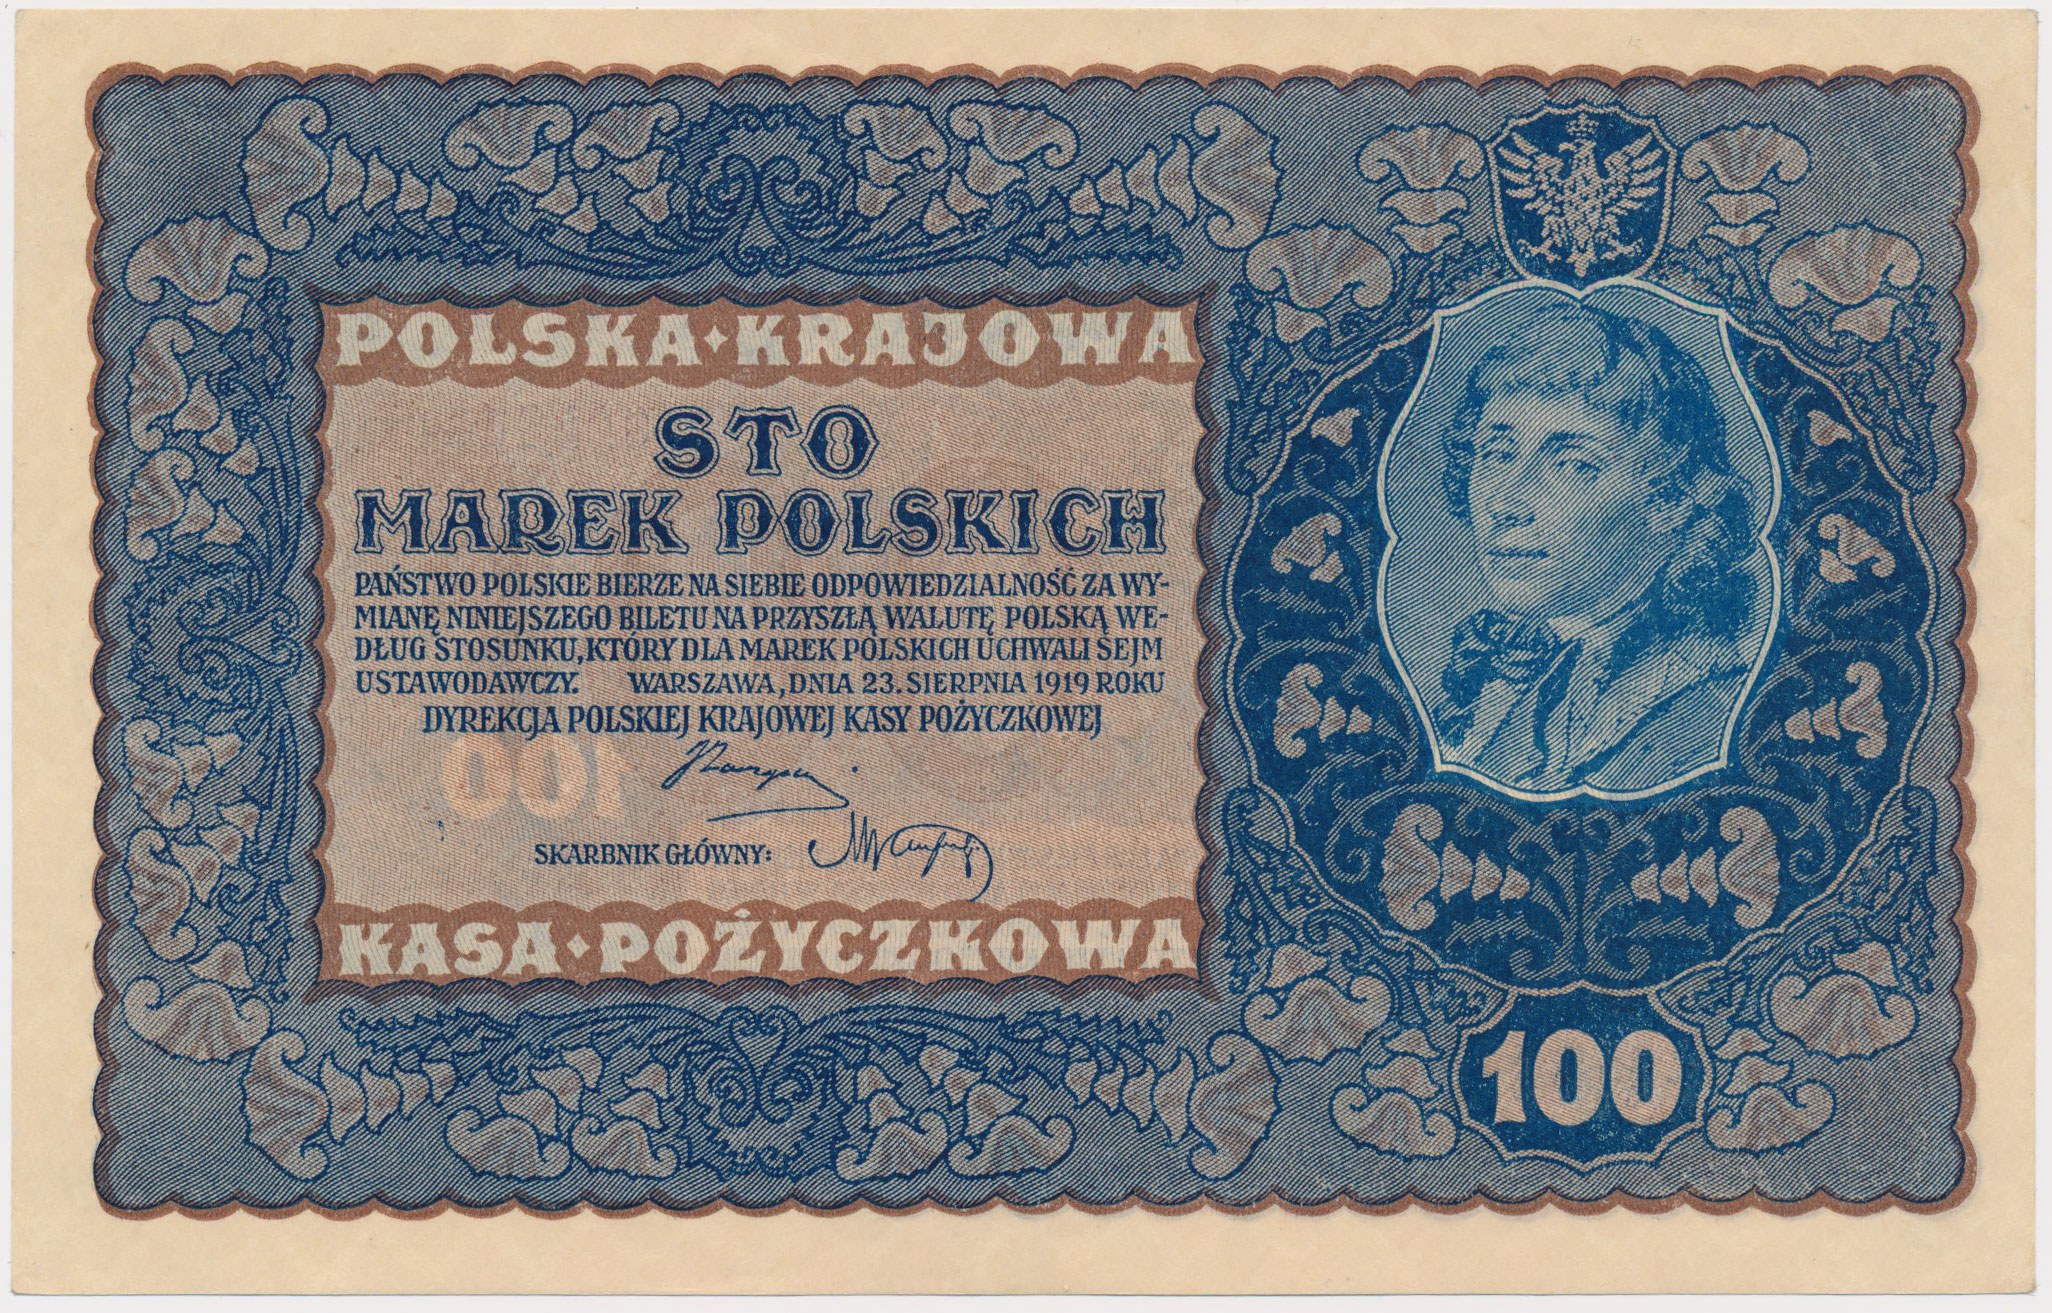 POLSKA · KRAJOWA
STO
MAREK POLSKICH
PAŃSTWO POLSKIE BIERZE NA SIEBIE ODPOWIEDZIALNOŚĆ ZA WY-
MIANĘ NINIEJSZEGO BILETU NA PRZYSZŁĄ WALUTĘ POLSKĄ WE-
DŁUG STOSUNKU, KTÓRY DLA MAREK POLSKICH UCHWALI SEJM
USTAWODAWCZY. WARSZAWA, DNIA 23. SIERPNIA 1919 ROKU
DYREKCJA POLSKIEJ KRAJOWEJ KASY POŻYCZKOWEJ
100
SKARBNIK GŁÓWNY:
KASA · POŻYCZKOWA
100